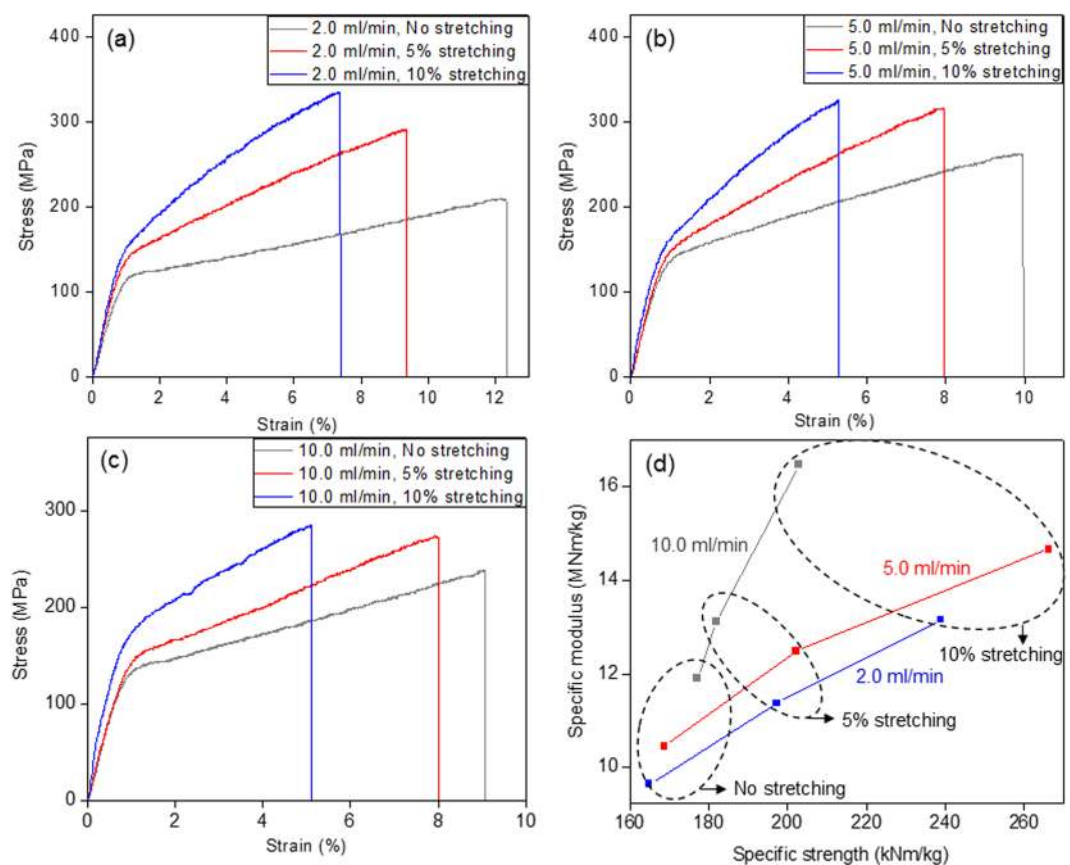 (a)
2.0 ml/min, No stretching
2.0 ml/min, 5% stretching
2.0 ml/min, 10% stretching
400
300
200
100
0
Stress (MPa)
0 2 4 6 8 10 12
Strain (%)
(b)
5.0 ml/min, No stretching
5.0 ml/min, 5% stretching
5.0 ml/min, 10% stretching
400
300
200
100
0
Stress (MPa)
0 2 4 6 8 10
Strain (%)
(c)
10.0 ml/min, No stretching
10.0 ml/min, 5% stretching
10.0 ml/min, 10% stretching
300
200
100
0
Stress (MPa)
0 2 4 6 8 10
Strain (%)
(d)
16
14
12
10
Specific modulus (MNm/kg)
10.0 ml/min
5.0 ml/min
10% stretching
2.0 ml/min
5% stretching
No stretching
160 180 200 220 240 260
Specific strength (kNm/kg)